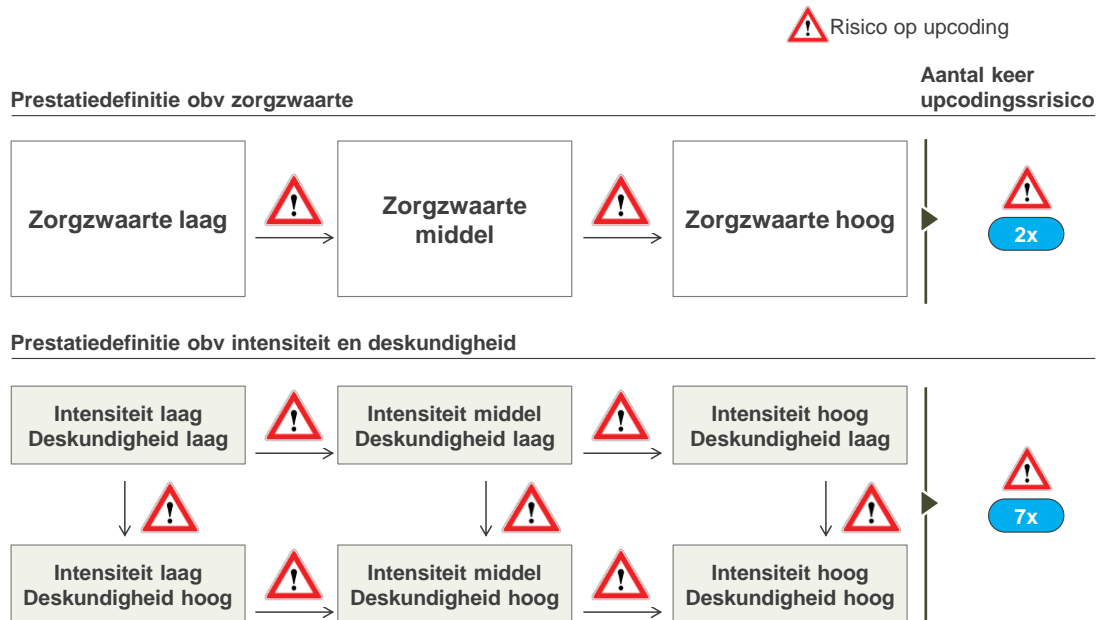 Risico op upcoding
Aantal keer
upcodingssrisico
Prestatiedefinitie obv zorgzwaarte
Zorgzwaarte laag
Zorgzwaarte
middel
Zorgzwaarte hoog
2x
Prestatiedefinitie obv intensiteit en deskundigheid
Intensiteit laag
Deskundigheid laag
Intensiteit middel
Deskundigheid laag
Intensiteit hoog
Deskundigheid laag
7x
Intensiteit laag
Deskundigheid hoog
Intensiteit middel
Deskundigheid hoog
Intensiteit hoog
Deskundigheid hoog